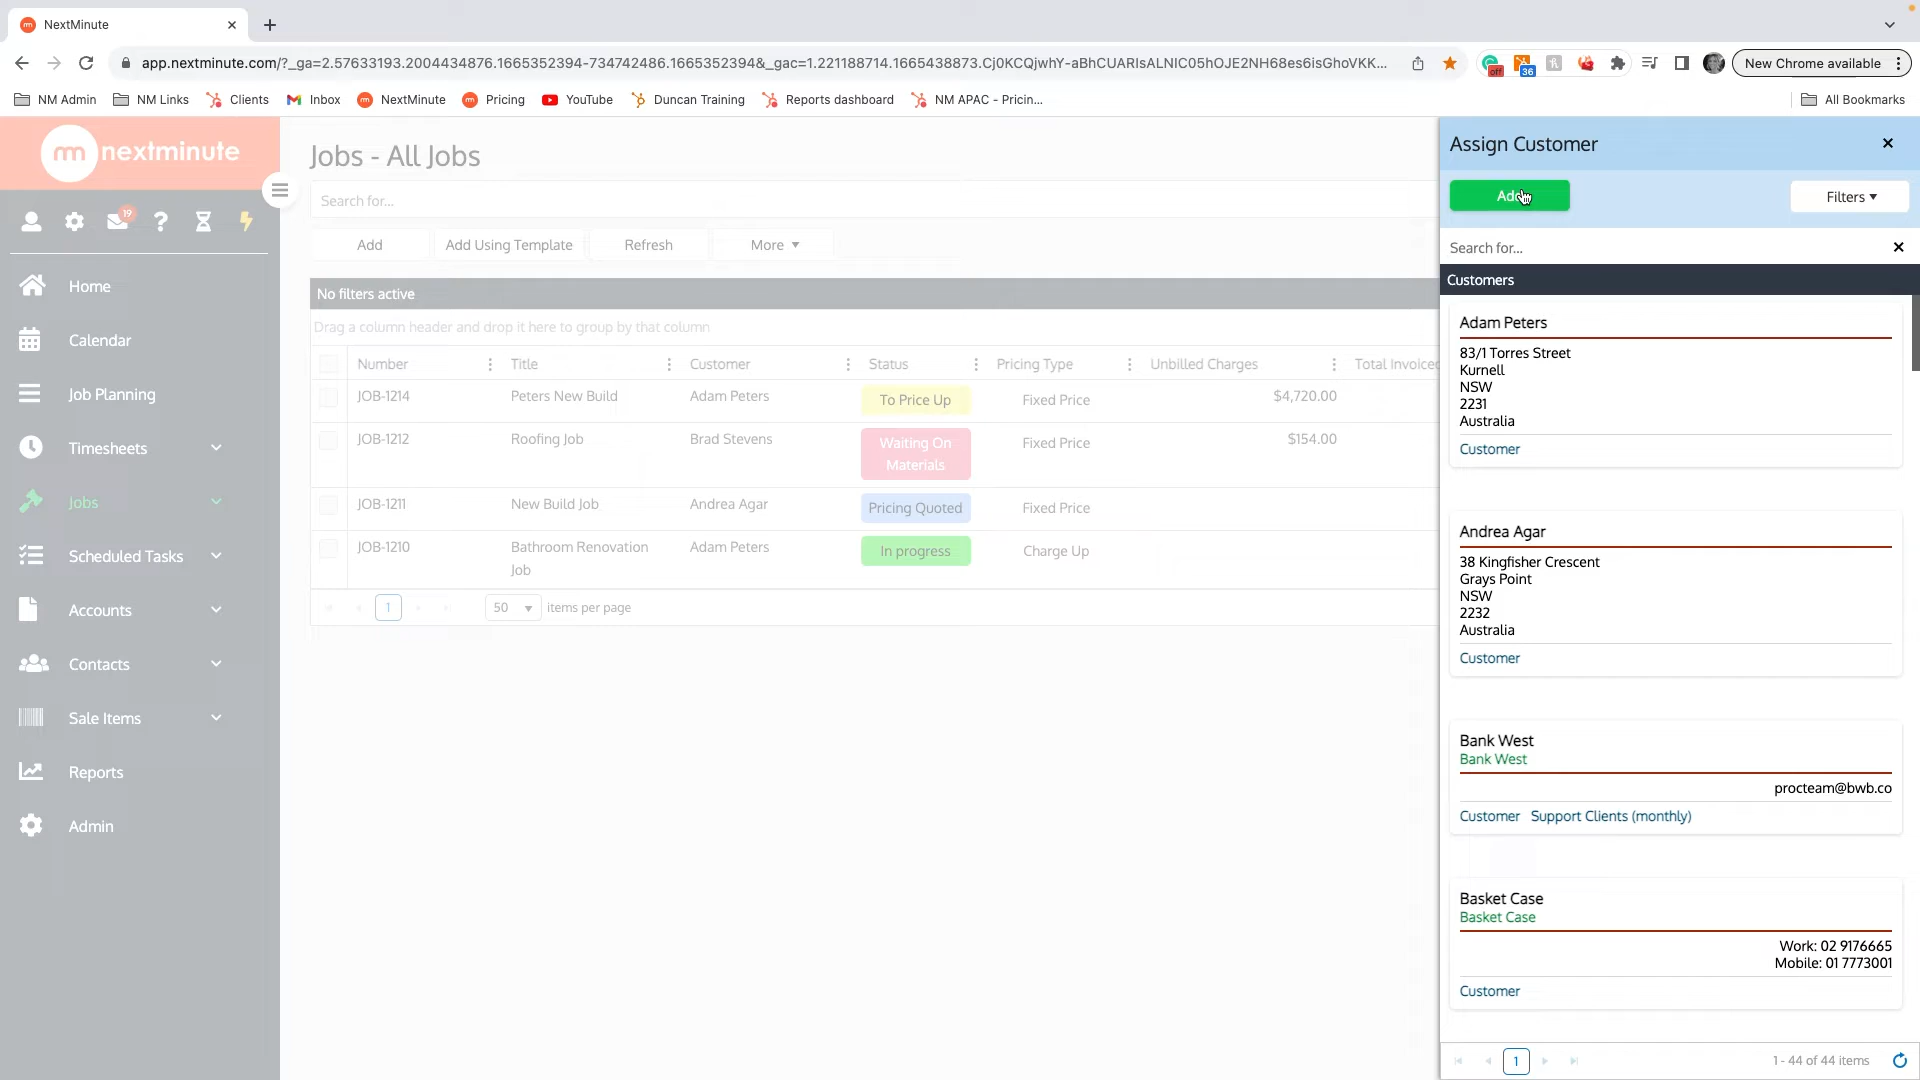 NextMinute
app.nextminute.com/?_ga=2.57633193.2004434876.1665352394-734742486.1665352394&_gac=1.221188714.1665438873.Cj0KCQjwhY-aBhCUARIsALNIC05hOJE2NH68es6isGhoVKK...
off
36
New Chrome available
NM Admin
NM Links
Clients
Inbox
NextMinute
Pricing
YouTube
Duncan Training
Reports dashboard
NM APAC - Pricin...
All Bookmarks
nextminute
19
Home
Calendar
Job Planning
Timesheets
Jobs
Scheduled Tasks
Accounts
Contacts
Sale Items
Reports
Admin
Jobs - All Jobs
Search for...
Add
Add Using Template
Refresh
More
No filters active
Drag a column header and drop it here to group by that column
Number Title Customer Status Pricing Type Unbilled Charges Total Invoiced
JOB-1214 Peters New Build Adam Peters To Price Up Fixed Price $4,720.00
JOB-1212 Roofing Job Brad Stevens Waiting On Fixed Price $154.00
Materials
JOB-1211 New Build Job Andrea Agar Pricing Quoted Fixed Price
JOB-1210 Bathroom Renovation Adam Peters In progress Charge Up
Job
1
50
items per page
Assign Customer
Add
Filters
Search for...
Customers
Adam Peters
83/1 Torres Street
Kurnell
NSW
2231
Australia
Customer
Andrea Agar
38 Kingfisher Crescent
Grays Point
NSW
2232
Australia
Customer
Bank West
Bank West
procteam@bwb.co
Customer Support Clients (monthly)
Basket Case
Basket Case
Work: 02 9176665
Mobile: 01 7773001
Customer
1
1 - 44 of 44 items